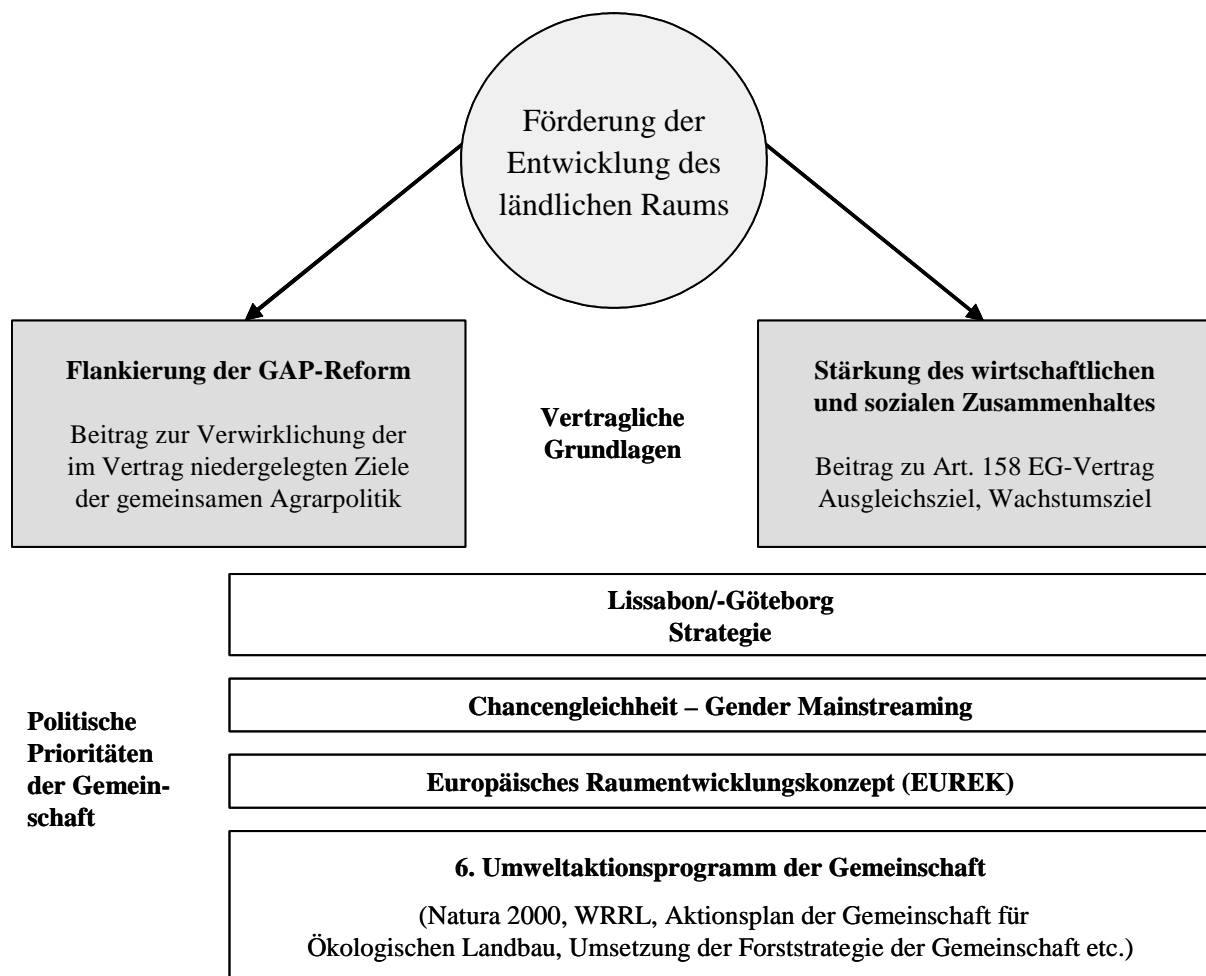 Förderung der
Entwicklung des
ländlichen Raums
Flankierung der GAP-Reform
Beitrag zur Verwirklichung der
im Vertrag niedergelegten Ziele
der gemeinsamen Agrarpolitik
Vertragliche
Grundlagen
Stärkung des wirtschaftlichen
und sozialen Zusammenhaltes
Beitrag zu Art. 158 EG-Vertrag
Ausgleichsziel, Wachstumsziel
Politische
Prioritäten
der Gemein-
schaft
Lissabon/-Göteborg
Strategie
Chancengleichheit – Gender Mainstreaming
Europäisches Raumentwicklungskonzept (EUREK)
6. Umweltaktionsprogramm der Gemeinschaft
(Natura 2000, WRRL, Aktionsplan der Gemeinschaft für
Ökologischen Landbau, Umsetzung der Forststrategie der Gemeinschaft etc.)